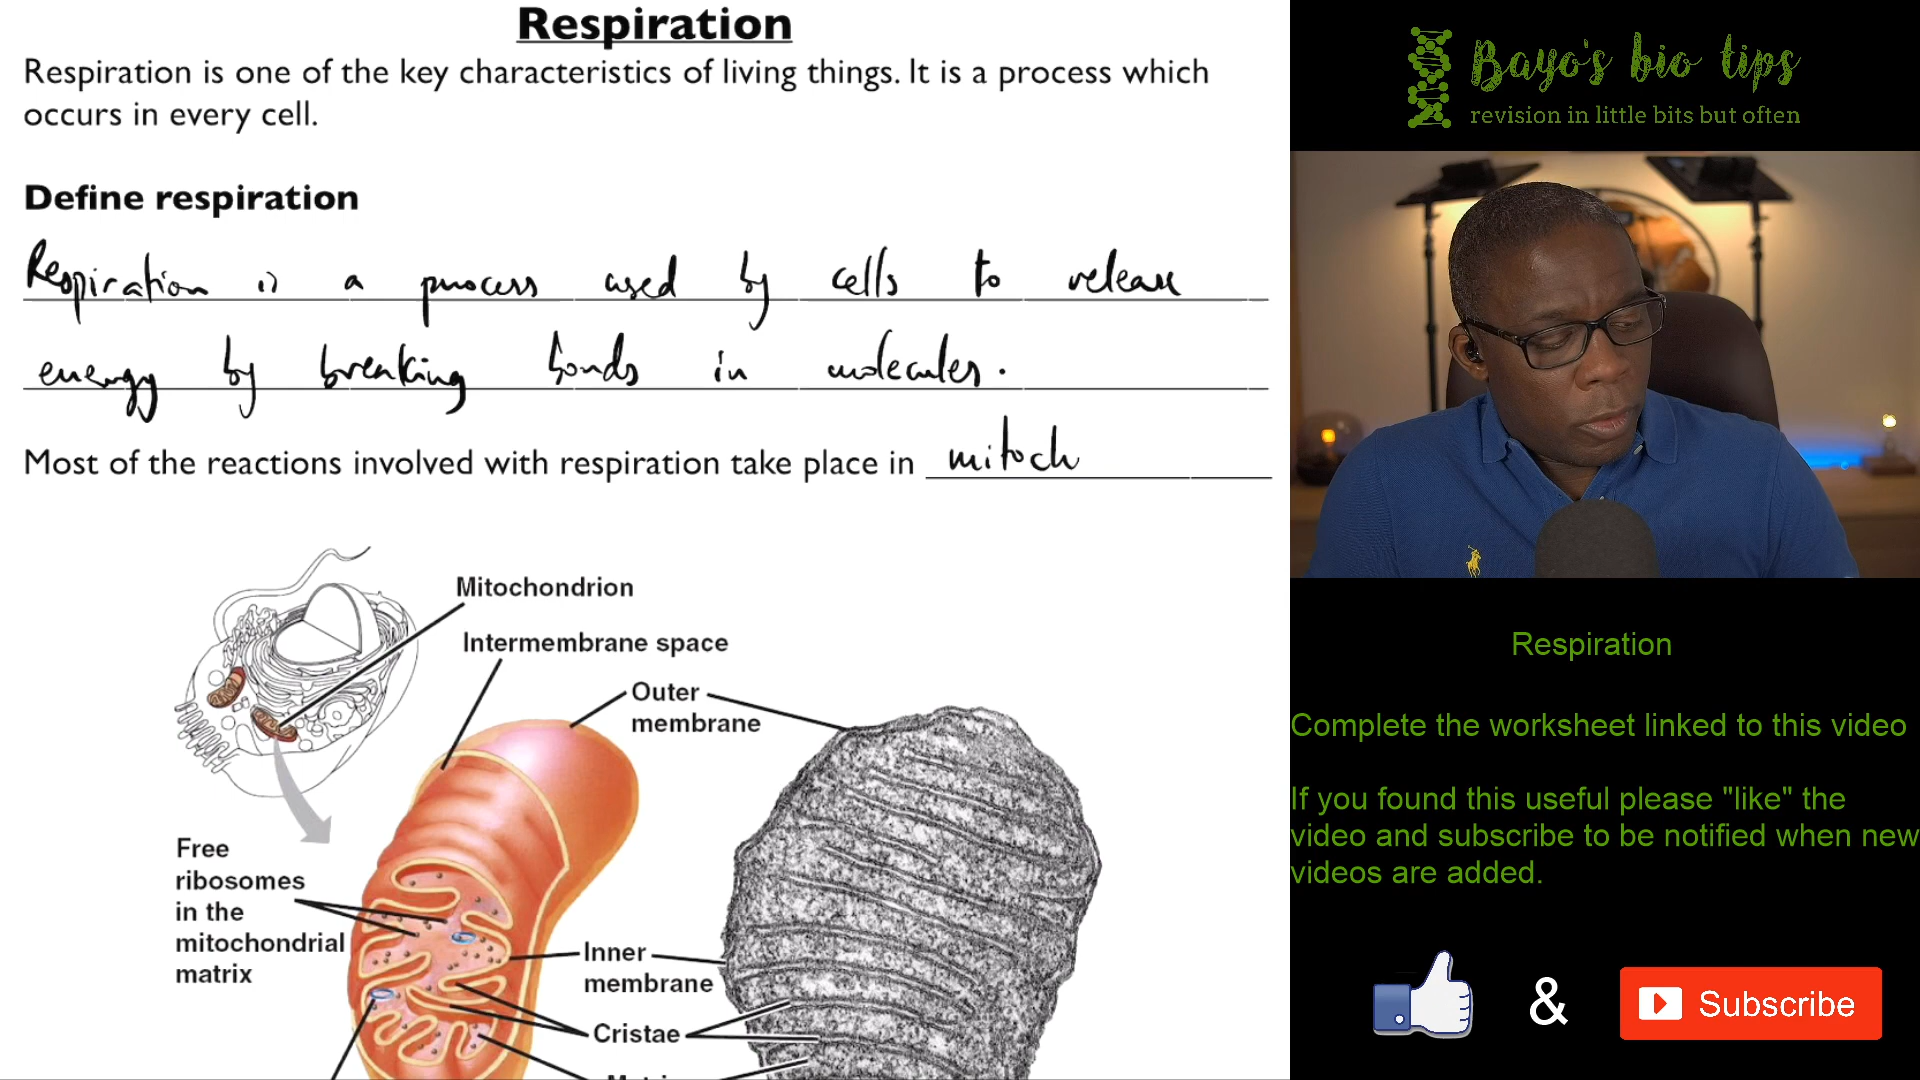 Respiration
Respiration is one of the key characteristics of living things. It is a process which
occurs in every cell.
Define respiration
Respiration is a process used by cells to release
energy by breaking bonds in molecules.
Most of the reactions involved with respiration take place in mitoch
Mitochondrion
Intermembrane space
Outer
membrane
Free
ribosomes
in the
mitochondrial
matrix
Inner
membrane
Cristae
Bayo's bio tips
revision in little bits but often
Respiration
Complete the worksheet linked to this video
If you found this useful please "like" the
video and subscribe to be notified when new
videos are added.
&
Subscribe